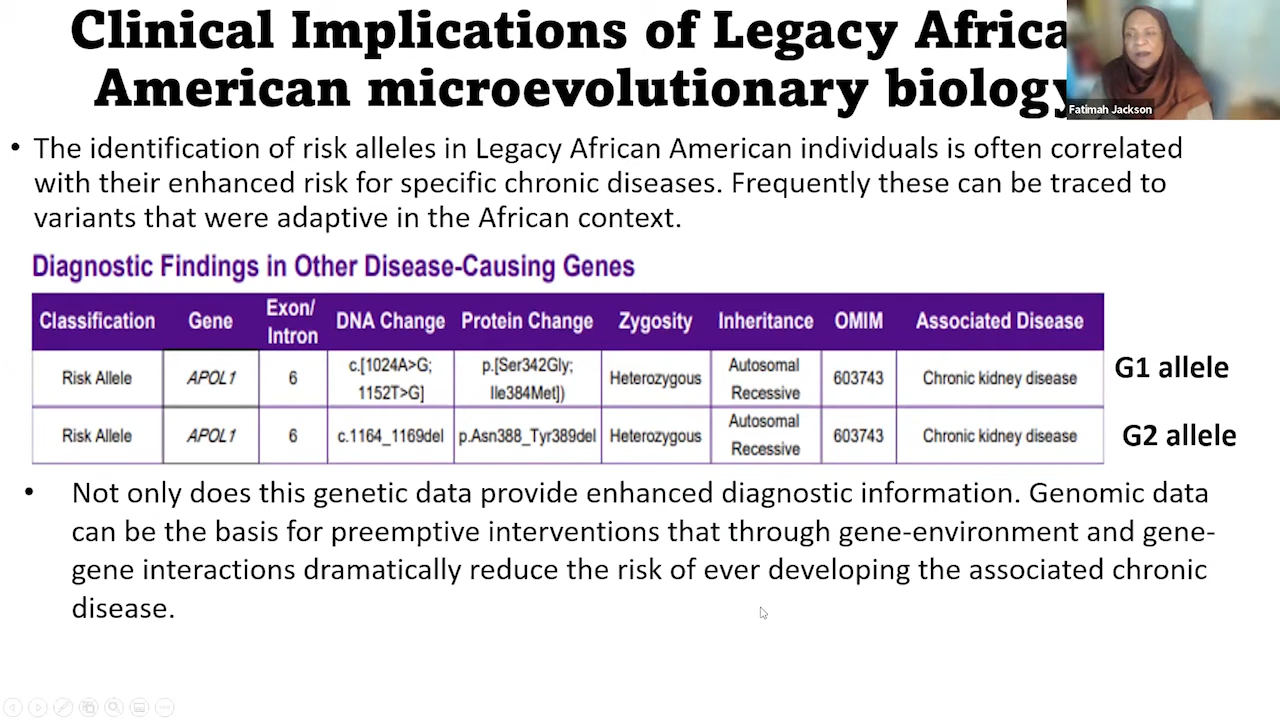 Clinical Implications of Legacy Africa
American microevolutionary biology
Fatimah Jackson
• The identification of risk alleles in Legacy African American individuals is often correlated
with their enhanced risk for specific chronic diseases. Frequently these can be traced to
variants that were adaptive in the African context.
Diagnostic Findings in Other Disease-Causing Genes
Classification Gene Exon/ Intron DNA Change Protein Change Zygosity Inheritance OMIM Associated Disease
Risk Allele APOL1 6 c.[1024A>G; 1152T>G] p.[Ser342Gly; Ile384Met]) Heterozygous Autosomal Recessive 603743 Chronic kidney disease G1 allele
Risk Allele APOL1 6 c.1164_1169del p.Asn388_Tyr389del Heterozygous Autosomal Recessive 603743 Chronic kidney disease G2 allele
• Not only does this genetic data provide enhanced diagnostic information. Genomic data
can be the basis for preemptive interventions that through gene-environment and gene-
gene interactions dramatically reduce the risk of ever developing the associated chronic
disease.